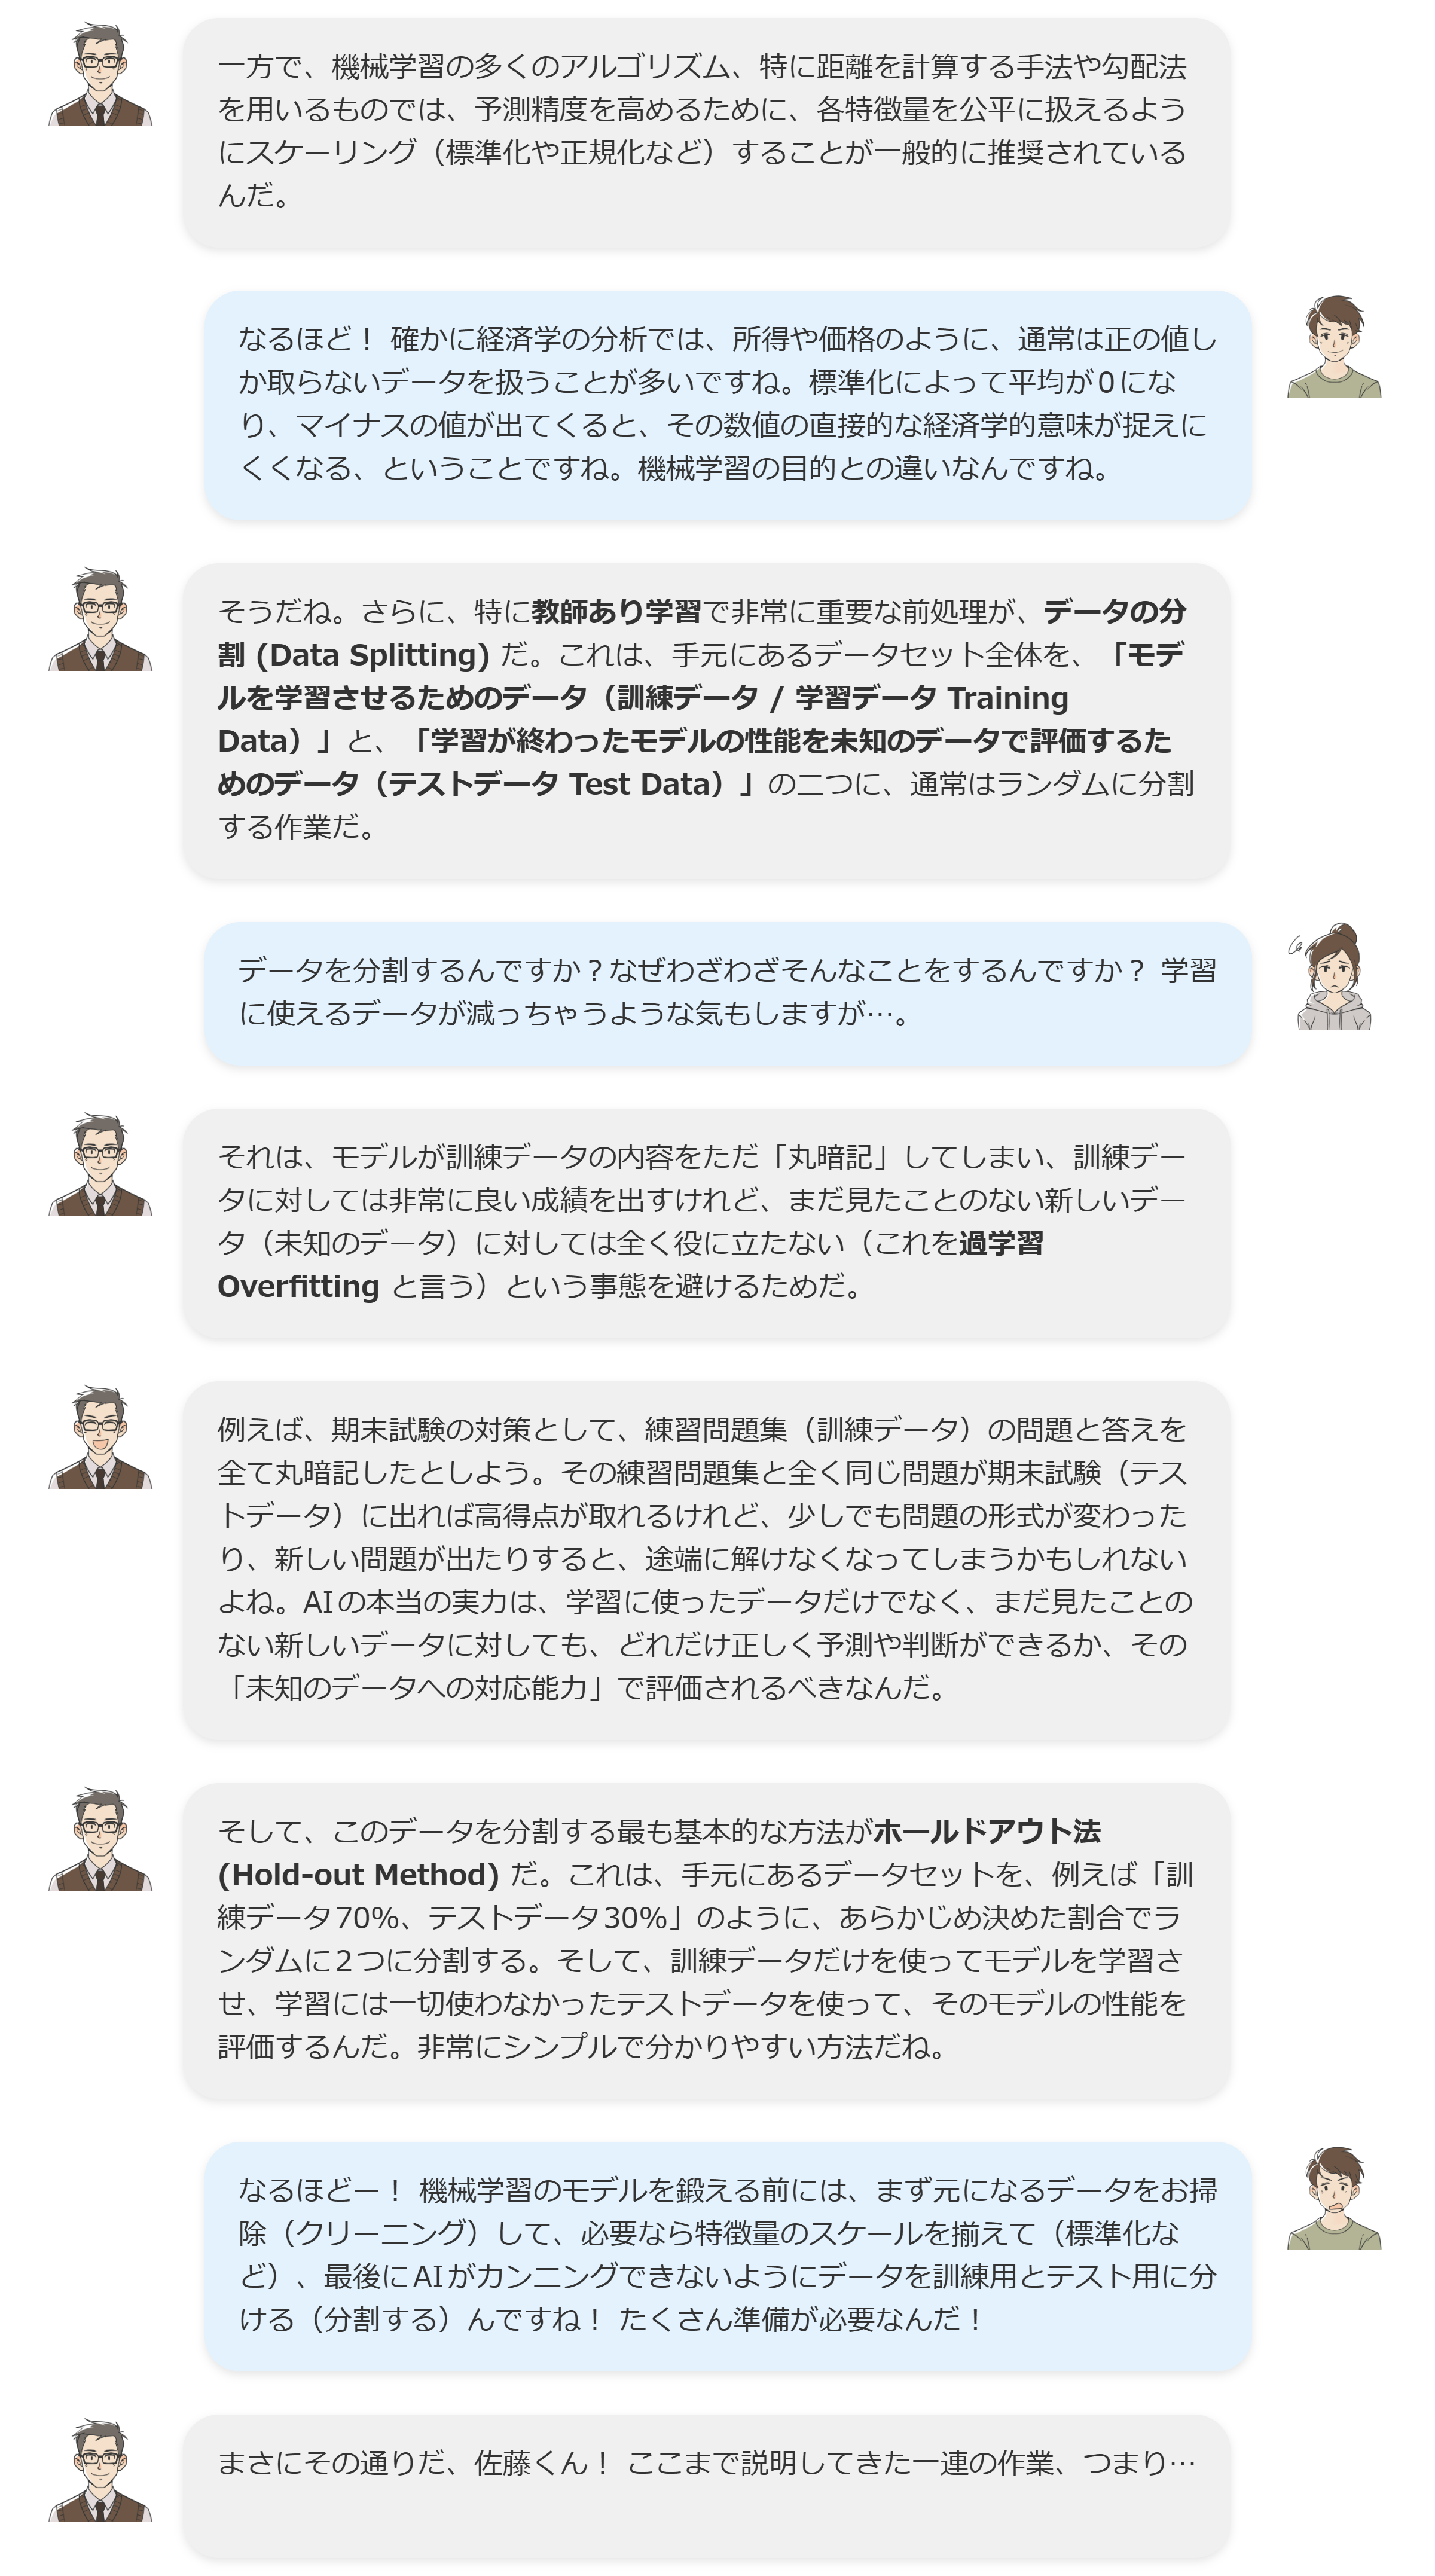 一方で、機械学習の多くのアルゴリズム、特に距離を計算する手法や勾配法
を用いるものでは、予測精度を高めるために、各特徴量を公平に扱えるよう
にスケーリング（標準化や正規化など）することが一般的に推奨されている
んだ。
なるほど！ 確かに経済学の分析では、所得や価格のように、通常は正の値し
か取らないデータを扱うことが多いですね。標準化によって平均が0にな
り、マイナスの値が出てくると、その数値の直接的な経済学的意味が捉えに
くくなる、ということですね。機械学習の目的との違いなんですね。
そうだね。さらに、特に教師あり学習で非常に重要な前処理が、データの分
割 (Data Splitting) だ。これは、手元にあるデータセット全体を、「モデ
ルを学習させるためのデータ（訓練データ / 学習データ Training
Data）」と、「学習が終わったモデルの性能を未知のデータで評価するた
めのデータ（テストデータ Test Data）」の二つに、通常はランダムに分割
する作業だ。
データを分割するんですか？なぜわざわざそんなことをするんですか？ 学習
に使えるデータが減っちゃうような気もしますが…。
それは、モデルが訓練データの内容をただ「丸暗記」してしまい、訓練デー
タに対しては非常に良い成績を出すけれど、まだ見たことのない新しいデー
タ（未知のデータ）に対しては全く役に立たない（これを過学習
Overfitting と言う）という事態を避けるためだ。
例えば、期末試験の対策として、練習問題集（訓練データ）の問題と答えを
全て丸暗記したとしよう。その練習問題集と全く同じ問題が期末試験（テス
トデータ）に出れば高得点が取れるけれど、少しでも問題の形式が変わった
り、新しい問題が出たりすると、途端に解けなくなってしまうかもしれない
よね。AIの本当の実力は、学習に使ったデータだけでなく、まだ見たことの
ない新しいデータに対しても、どれだけ正しく予測や判断ができるか、その
「未知のデータへの対応能力」で評価されるべきなんだ。
そして、このデータを分割する最も基本的な方法がホールドアウト法
(Hold-out Method) だ。これは、手元にあるデータセットを、例えば「訓
練データ70%、テストデータ30%」のように、あらかじめ決めた割合でラ
ンダムに2つに分割する。そして、訓練データだけを使ってモデルを学習さ
せ、学習には一切使わなかったテストデータを使って、そのモデルの性能を
評価するんだ。非常にシンプルで分かりやすい方法だね。
なるほどー！ 機械学習のモデルを鍛える前には、まず元になるデータをお掃
除（クリーニング）して、必要なら特徴量のスケールを揃えて（標準化な
ど）、最後にAIがカンニングできないようにデータを訓練用とテスト用に分
ける（分割する）んですね！ たくさん準備が必要なんだ！
まさにその通りだ、佐藤くん！ ここまで説明してきた一連の作業、つまり…